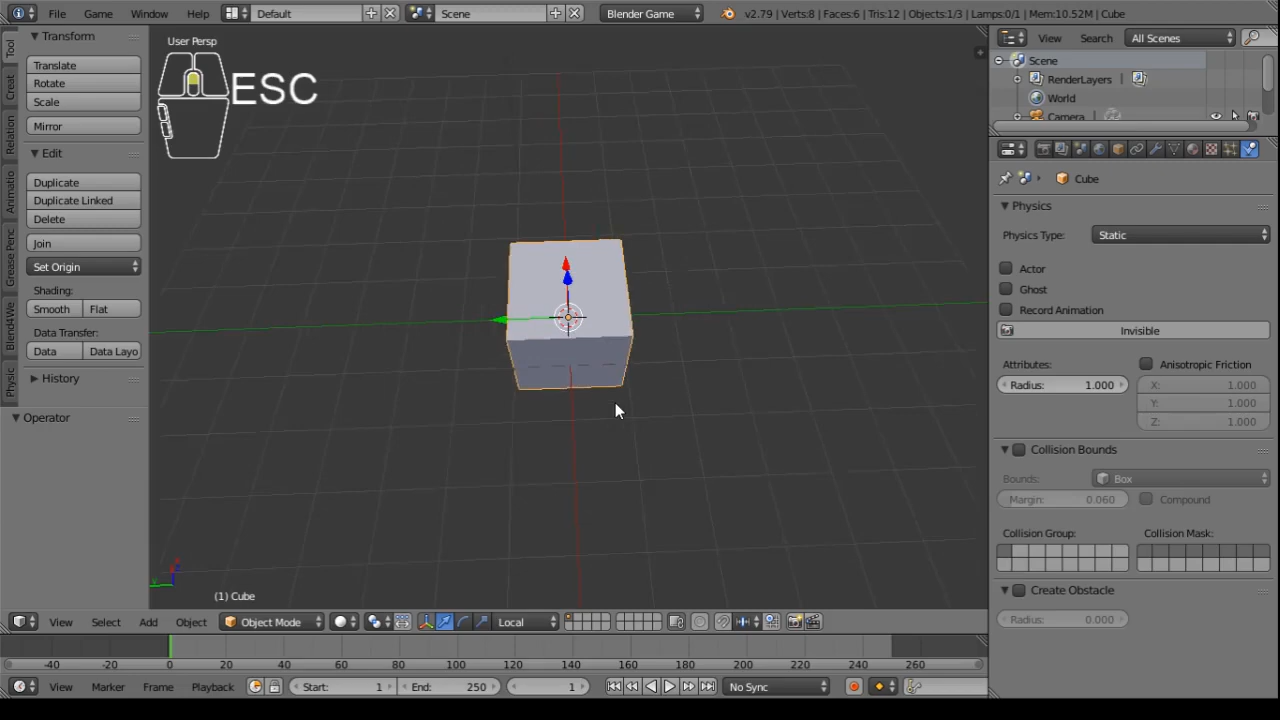 File Game Window Help Default Scene Blender Game v2.79 | Verts:8 | Faces:6 | Tris:12 | Objects:1/3 | Lamps:0/1 | Mem:10.52M | Cube
Tool
Creat
Relation
Animatio
Grease Penc
Blend4We
Physic
Transform
Translate
Rotate
Scale
Mirror
Edit
Duplicate
Duplicate Linked
Delete
Join
Set Origin
Shading:
Smooth Flat
Data Transfer:
Data Data Layo
History
Operator
User Persp
ESC
(1) Cube
View Select Add Object Object Mode Local
-40 -20 0 20 40 60 80 100 120 140 160 180 200 220 240 260
View Marker Frame Playback Start: 1 End: 250 1 No Sync
View Search All Scenes
Scene
RenderLayers
World
Camera
Cube
Physics
Physics Type: Static
Actor
Ghost
Record Animation
Invisible
Attributes: Anisotropic Friction
Radius: 1.000 X: 1.000
Y: 1.000
Z: 1.000
Collision Bounds
Bounds: Box
Margin: 0.060 Compound
Collision Group: Collision Mask:
Create Obstacle
Radius: 0.000